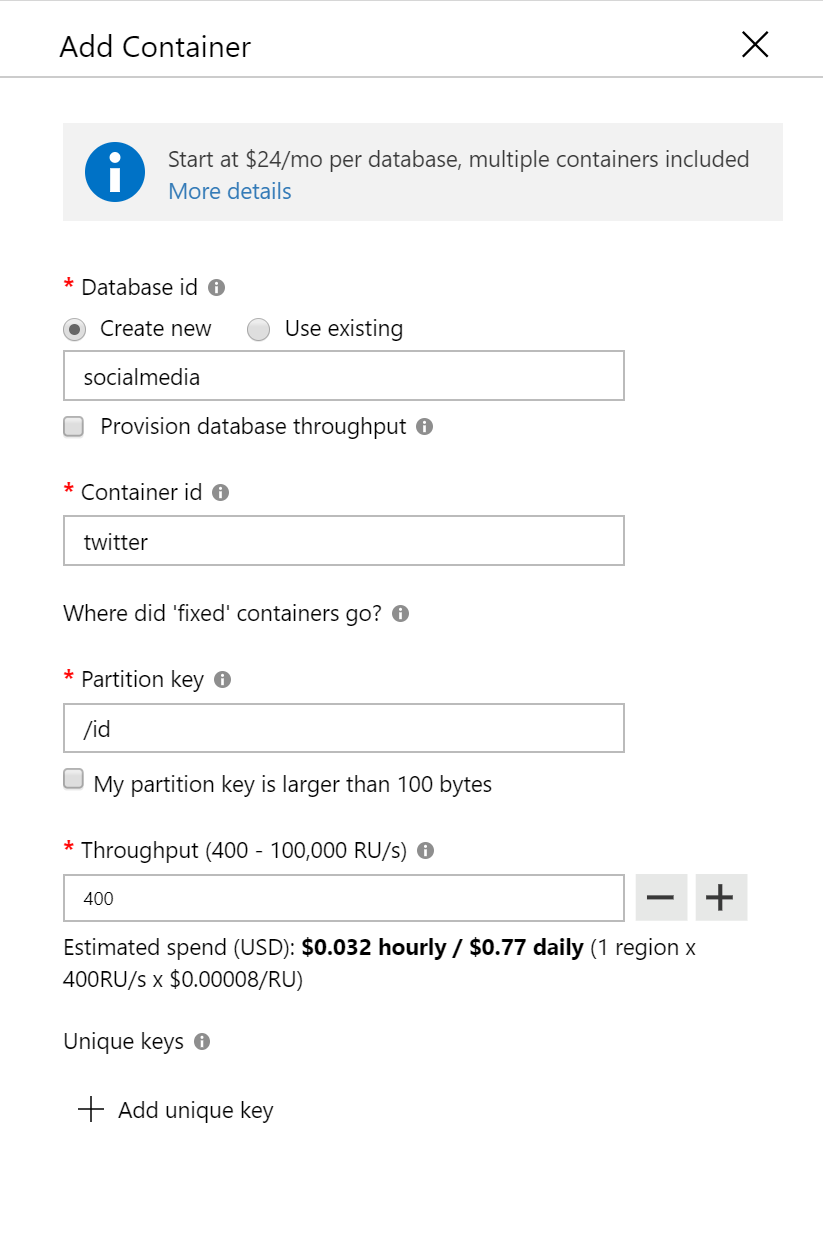 Add Container
Start at $24/mo per database, multiple containers included
More details
* Database id
Create new Use existing
socialmedia
Provision database throughput
* Container id
twitter
Where did 'fixed' containers go?
* Partition key
/id
My partition key is larger than 100 bytes
* Throughput (400 - 100,000 RU/s)
400
Estimated spend (USD): $0.032 hourly / $0.77 daily (1 region x
400RU/s x $0.00008/RU)
Unique keys
Add unique key